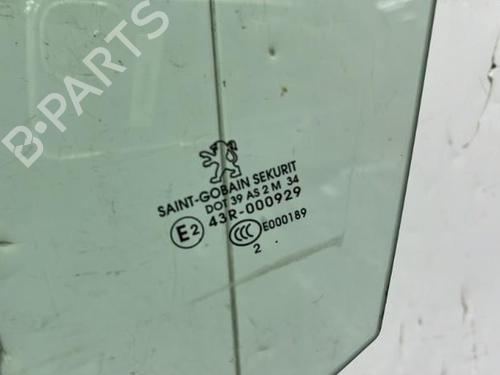 B-PARTS
SAINT-GOBAIN SEKURIT
DOT 39 AS 2 M 34
E2 43R-000929
CCC E000189
2